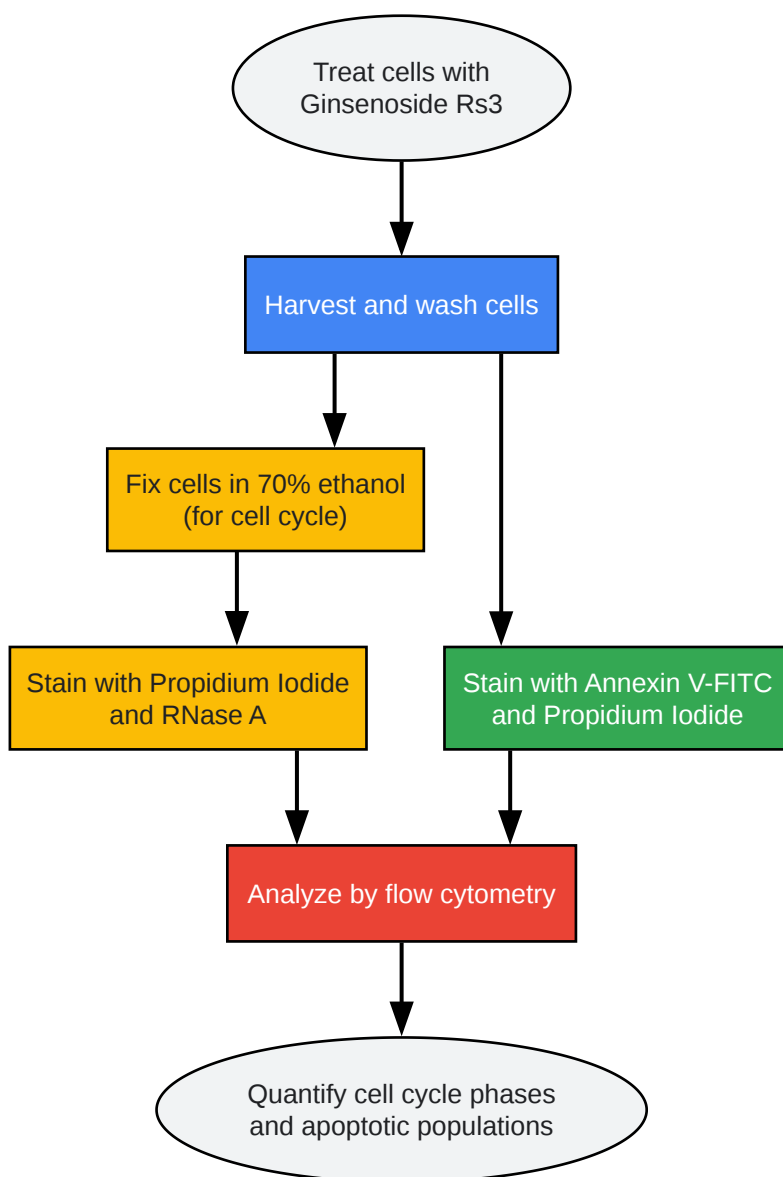 Treat cells with
Ginsenoside Rs3
Harvest and wash cells
Fix cells in 70% ethanol
(for cell cycle)
Stain with Propidium Iodide
and RNase A
Stain with Annexin V-FITC
and Propidium Iodide
Analyze by flow cytometry
Quantify cell cycle phases
and apoptotic populations